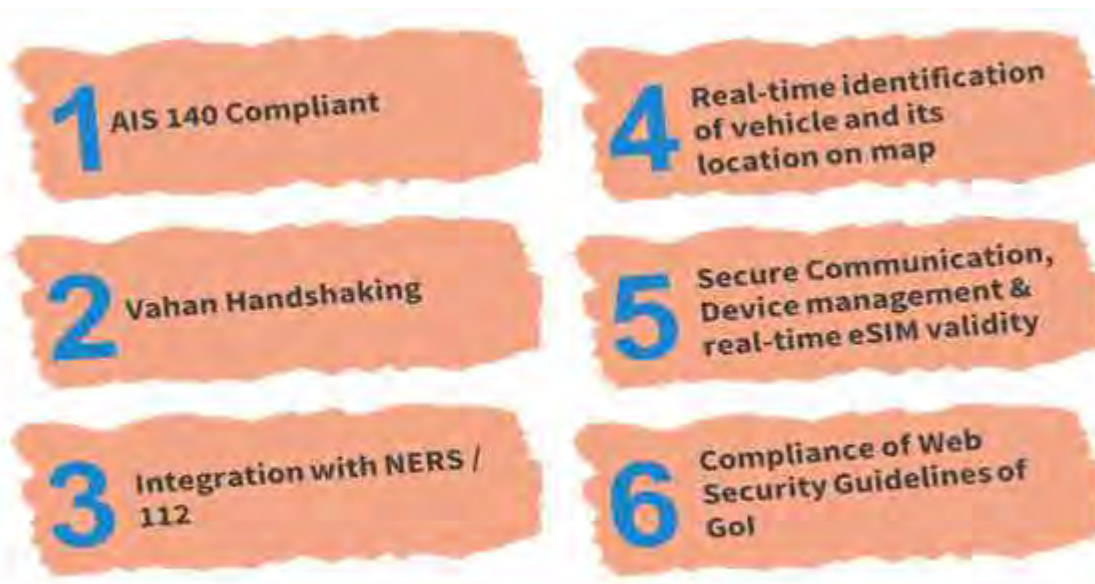 1
AIS 140 Compliant
2
Vahan Handshaking
3
Integration with NERS /
112
4
Real-time identification
of vehicle and its
location on map
5
Secure Communication,
Device management &
real-time eSIM validity
6
Compliance of Web
Security Guidelines of
GoI